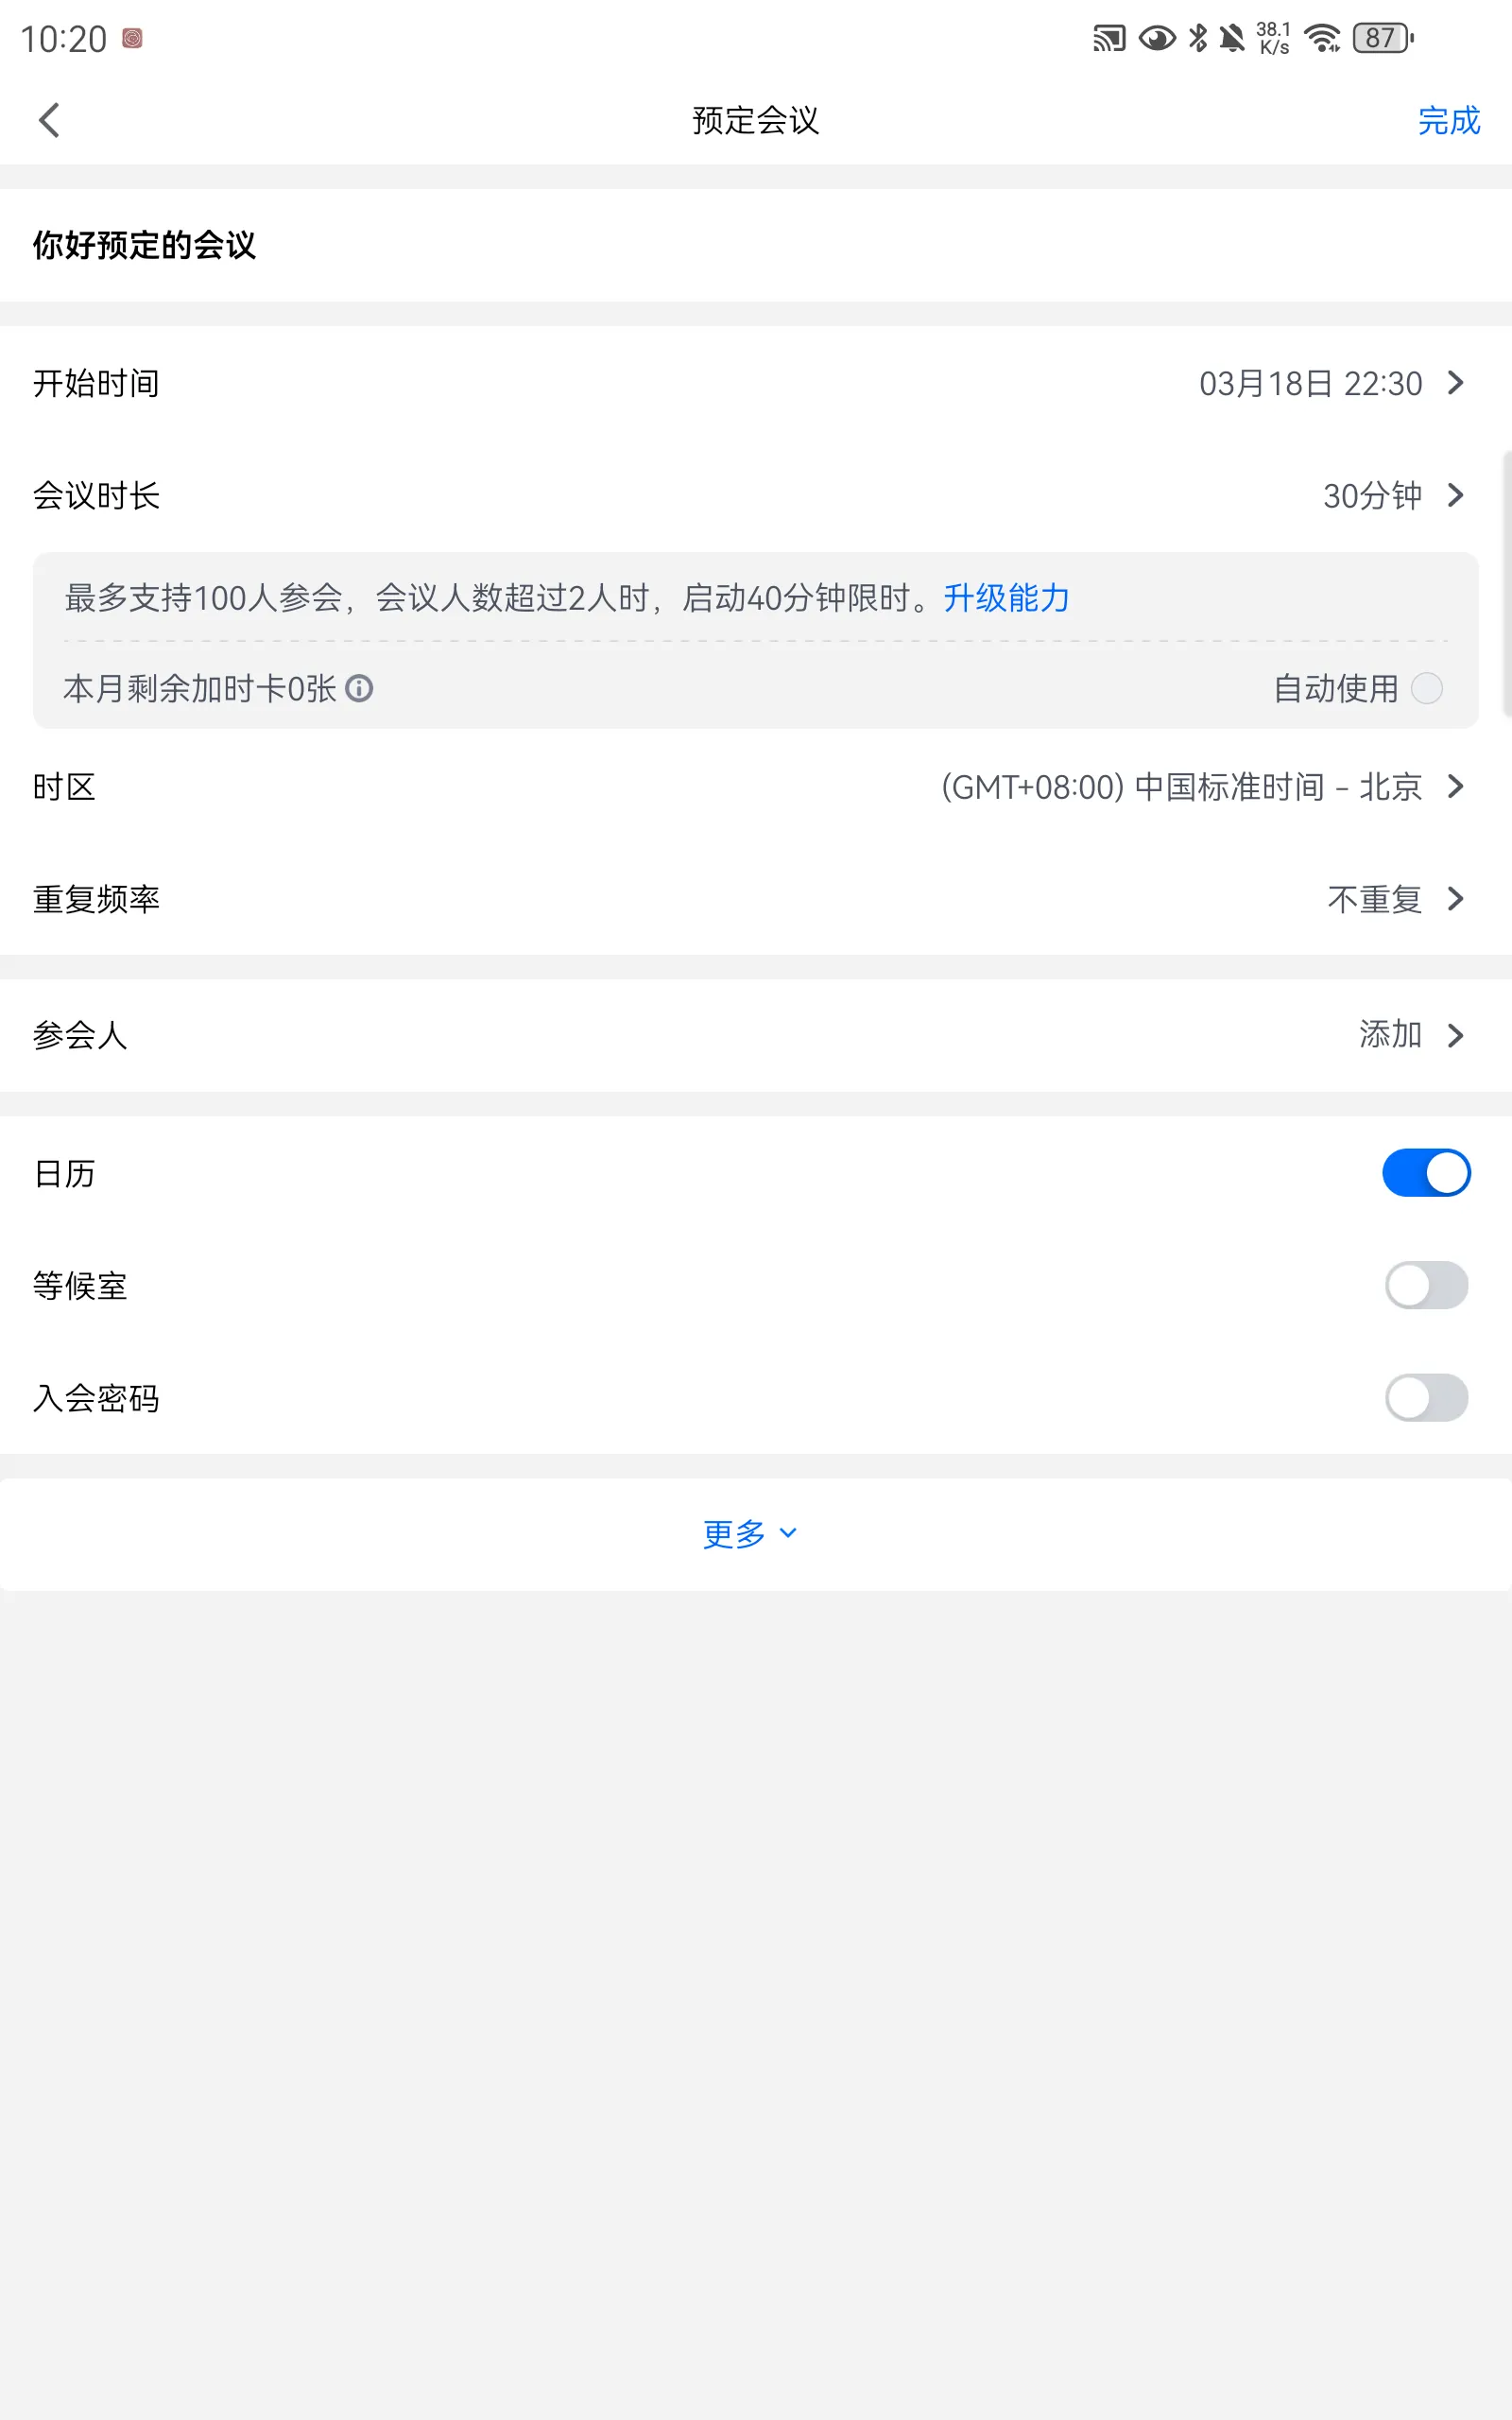 10:20
38.1 K/s
87
预定会议
完成
你好预定的会议
开始时间 03月18日 22:30
会议时长 30分钟
最多支持100人参会，会议人数超过2人时，启动40分钟限时。升级能力
本月剩余加时卡0张 自动使用
时区 (GMT+08:00) 中国标准时间 - 北京
重复频率 不重复
参会人 添加
日历
等候室
入会密码
更多